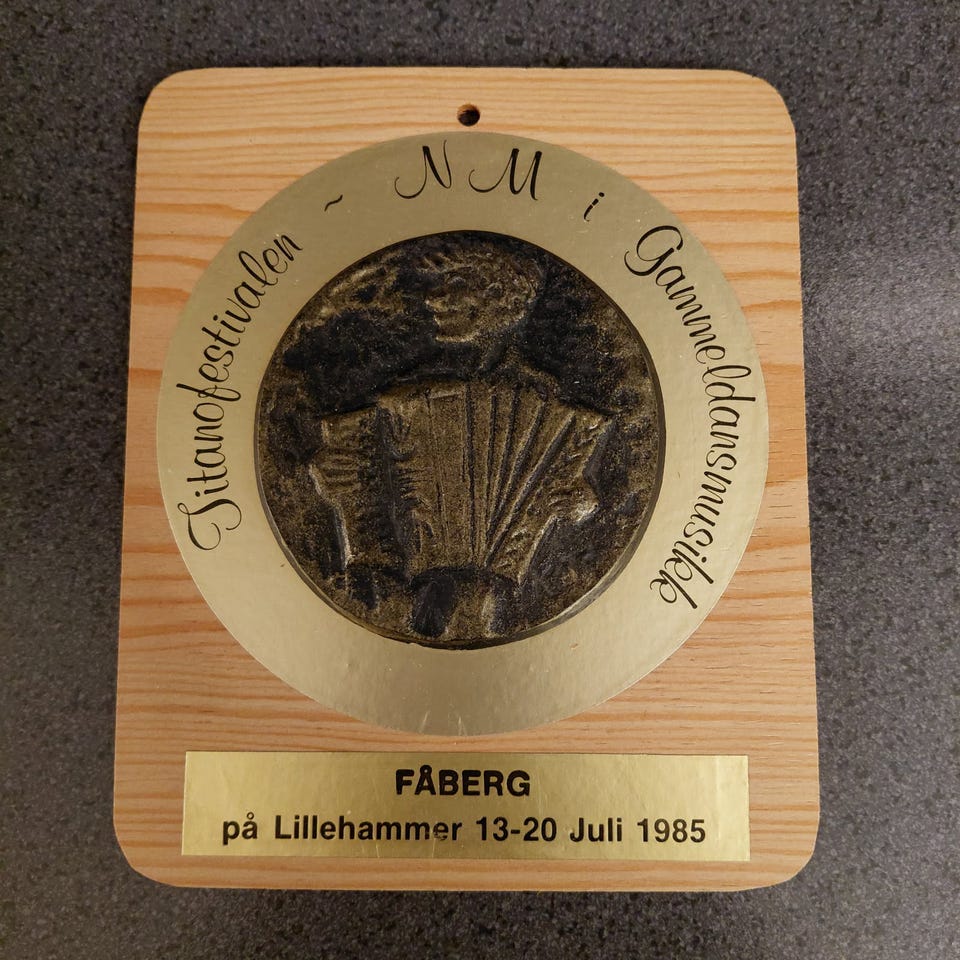 Titanofestivalen ~ NM i Gammeldansmusikk
FÅBERG
på Lillehammer 13-20 Juli 1985